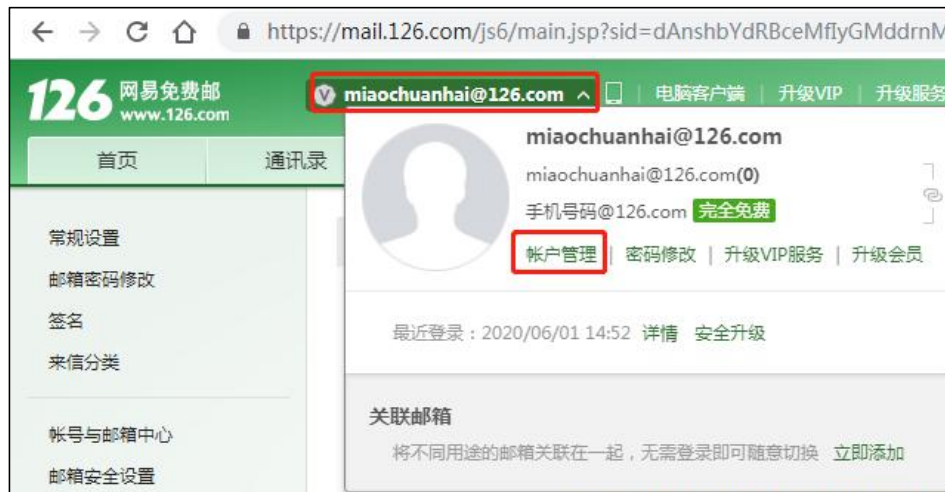 https://mail.126.com/js6/main.jsp?sid=dAnshbYdRBceMfIyGMddrnM
126 网易免费邮
www.126.com
miaochuanhai@126.com
电脑客户端 | 升级VIP | 升级服务
首页 通讯录
miaochuanhai@126.com
miaochuanhai@126.com(0)
手机号码@126.com 完全免费
帐户管理 | 密码修改 | 升级VIP服务 | 升级会员
常规设置
邮箱密码修改
签名
来信分类
最近登录：2020/06/01 14:52 详情 安全升级
帐号与邮箱中心
邮箱安全设置
关联邮箱
将不同用途的邮箱关联在一起，无需登录即可随意切换 立即添加